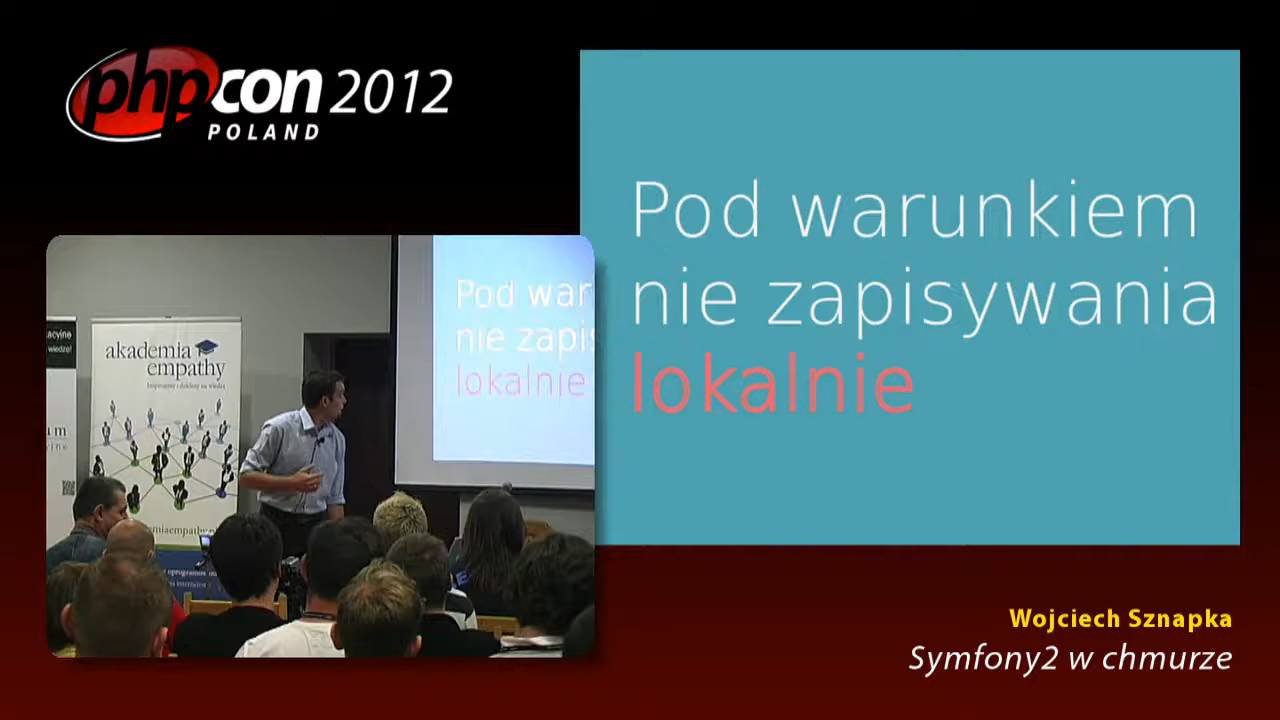 phpcon 2012
POLAND
Pod warunkiem
nie zapisywania
lokalnie
Pod war
nie zapis
lokalnie
akademia
empathy
Wojciech Sznapka
Symfony2 w chmurze